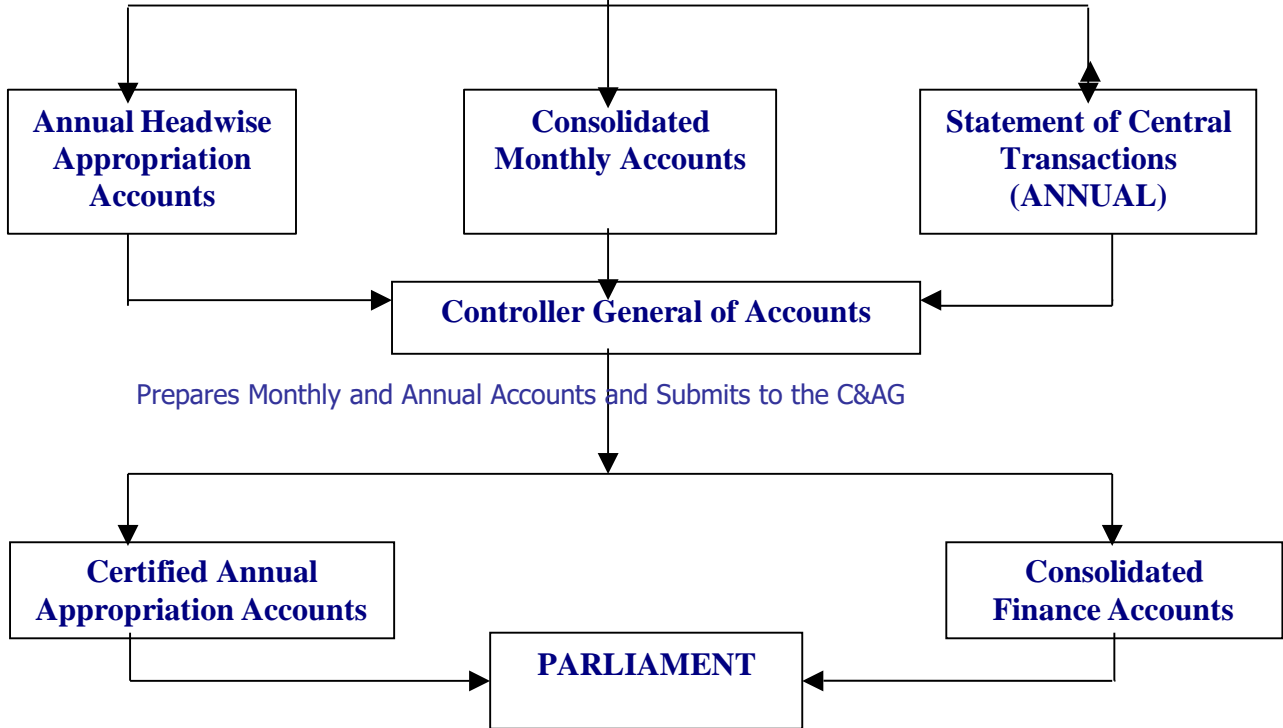 Annual Headwise
Appropriation
Accounts
Consolidated
Monthly Accounts
Statement of Central
Transactions
(ANNUAL)
Controller General of Accounts
Prepares Monthly and Annual Accounts and Submits to the C&AG
Certified Annual
Appropriation Accounts
Consolidated
Finance Accounts
PARLIAMENT